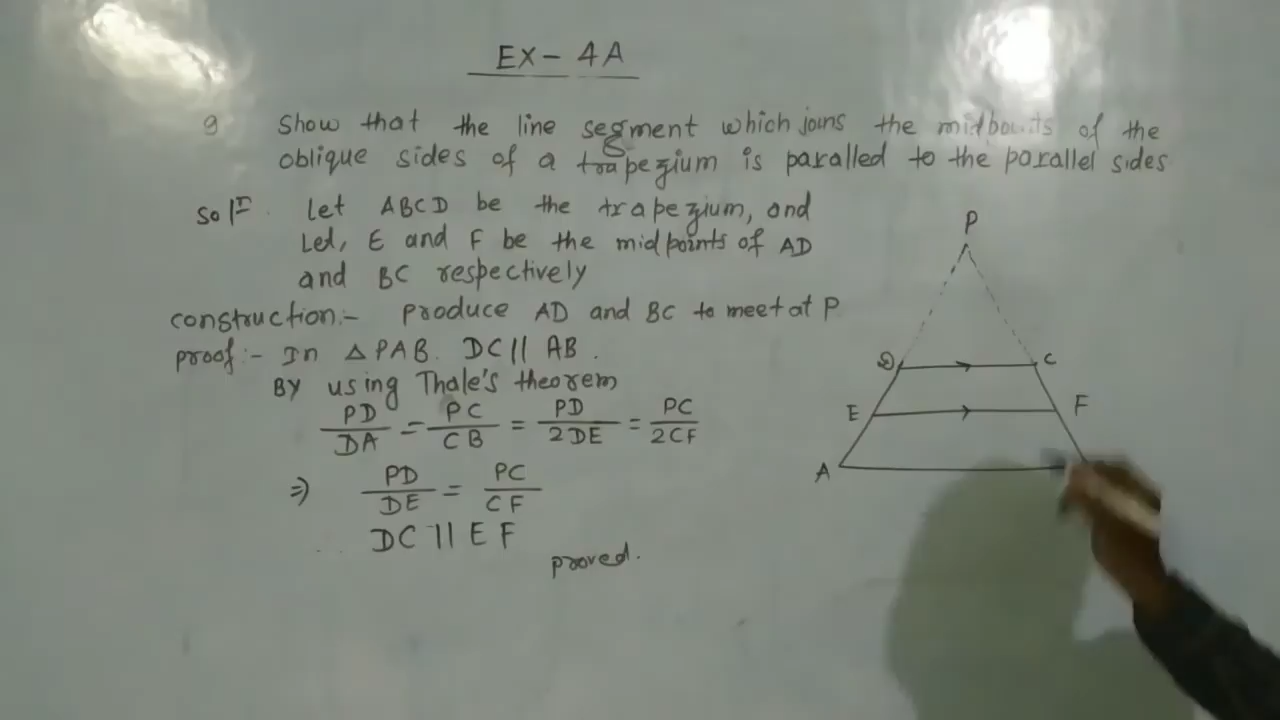 EX - 4A
9 Show that the line segment which joins the midpoints of the
oblique sides of a trapezium is paralled to the parallel sides
Solⁿ. Let ABCD be the trapezium, and
Led, E and F be the midpoints of AD
and BC respectively
construction:- produce AD and BC to meet at P
proof:- In △PAB. DC || AB.
By using Thale's theorem
PD/DA = PC/CB = PD/2DE = PC/2CF
⇒ PD/DE = PC/CF
DC || EF
proved.
P
D C
E F
A